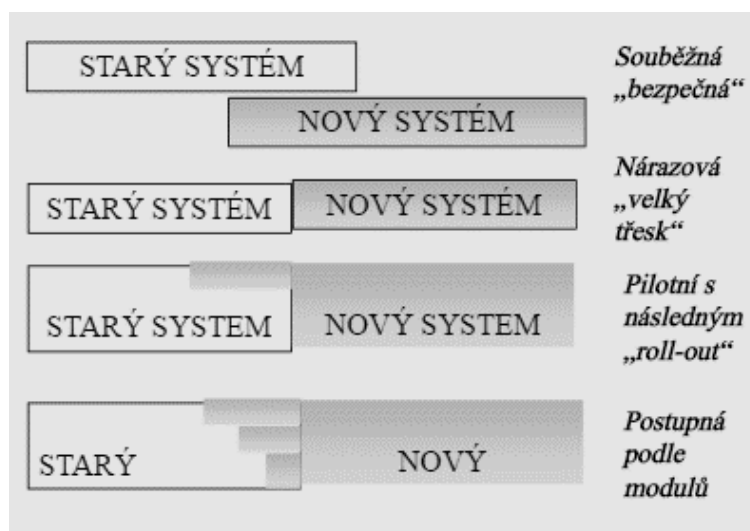 STARÝ SYSTÉM
NOVÝ SYSTÉM
Souběžná
„bezpečná“
STARÝ SYSTÉM
NOVÝ SYSTÉM
Nárazová
„velký
třesk“
STARÝ SYSTEM
NOVÝ SYSTEM
Pilotní s
následným
„roll-out“
STARÝ
NOVÝ
Postupná
podle
modulů